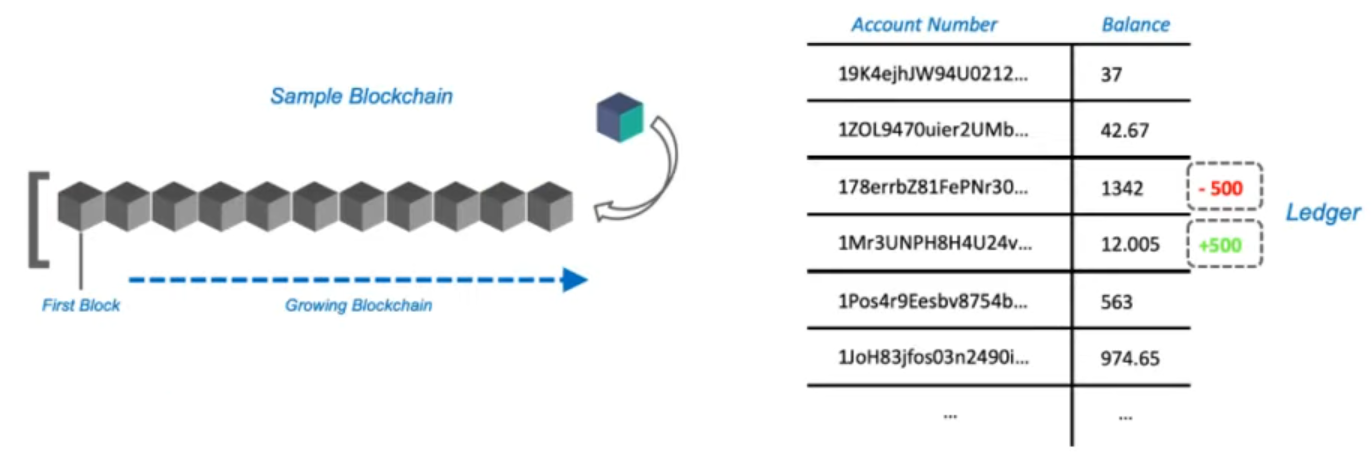 Sample Blockchain
First Block
Growing Blockchain
Account Number Balance
19K4ejhJW94U0212... 37
1ZOL9470uier2UMb... 42.67
178errbZ81FePNr30... 1342 - 500
1Mr3UNPH8H4U24v... 12.005 +500
1Pos4r9Eesbv8754b... 563
1JoH83jfos03n2490i... 974.65
... ...
Ledger